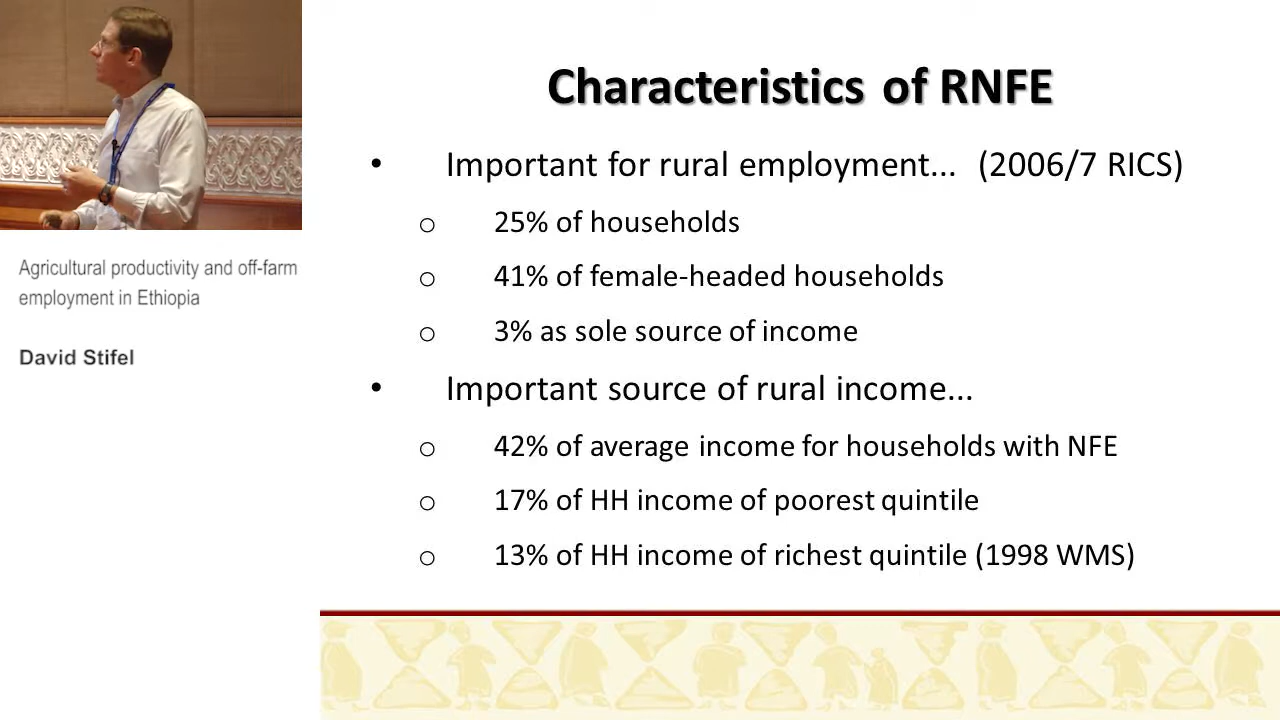 Characteristics of RNFE
• Important for rural employment... (2006/7 RICS)
o 25% of households
o 41% of female-headed households
o 3% as sole source of income
• Important source of rural income...
o 42% of average income for households with NFE
o 17% of HH income of poorest quintile
o 13% of HH income of richest quintile (1998 WMS)
Agricultural productivity and off-farm
employment in Ethiopia
David Stifel